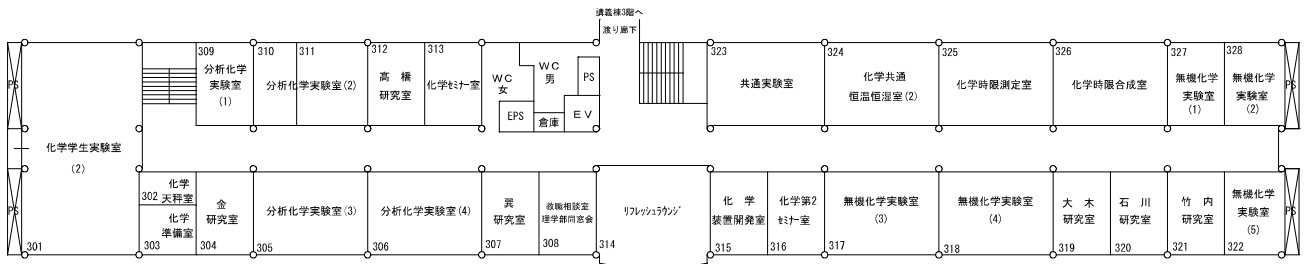 講義棟3階へ
渡り廊下
PS
化学学生実験室
(2)
301
309
分析化学
実験室
(1)
310
311
分析化学実験室(2)
312
高橋
研究室
313
化学ｾﾐﾅｰ室
WC
女
WC
男
PS
EPS
倉庫
EV
323
共通実験室
324
化学共通
恒温恒湿室(2)
325
化学時限測定室
326
化学時限合成室
327
無機化学
実験室
(1)
328
無機化学
実験室
(2)
PS
PS
302
化学
天秤室
303
化学
準備室
金
研究室
304
分析化学実験室(3)
305
分析化学実験室(4)
306
巽
研究室
307
教職相談室
理学部同窓会
308
314
ﾘﾌﾚｯｼｭﾗｳﾝｼﾞ
化学
装置開発室
315
化学第2
ｾﾐﾅｰ室
316
無機化学実験室
(3)
317
無機化学実験室
(4)
318
大木
研究室
319
石川
研究室
320
竹内
研究室
321
無機化学
実験室
(5)
322
PS